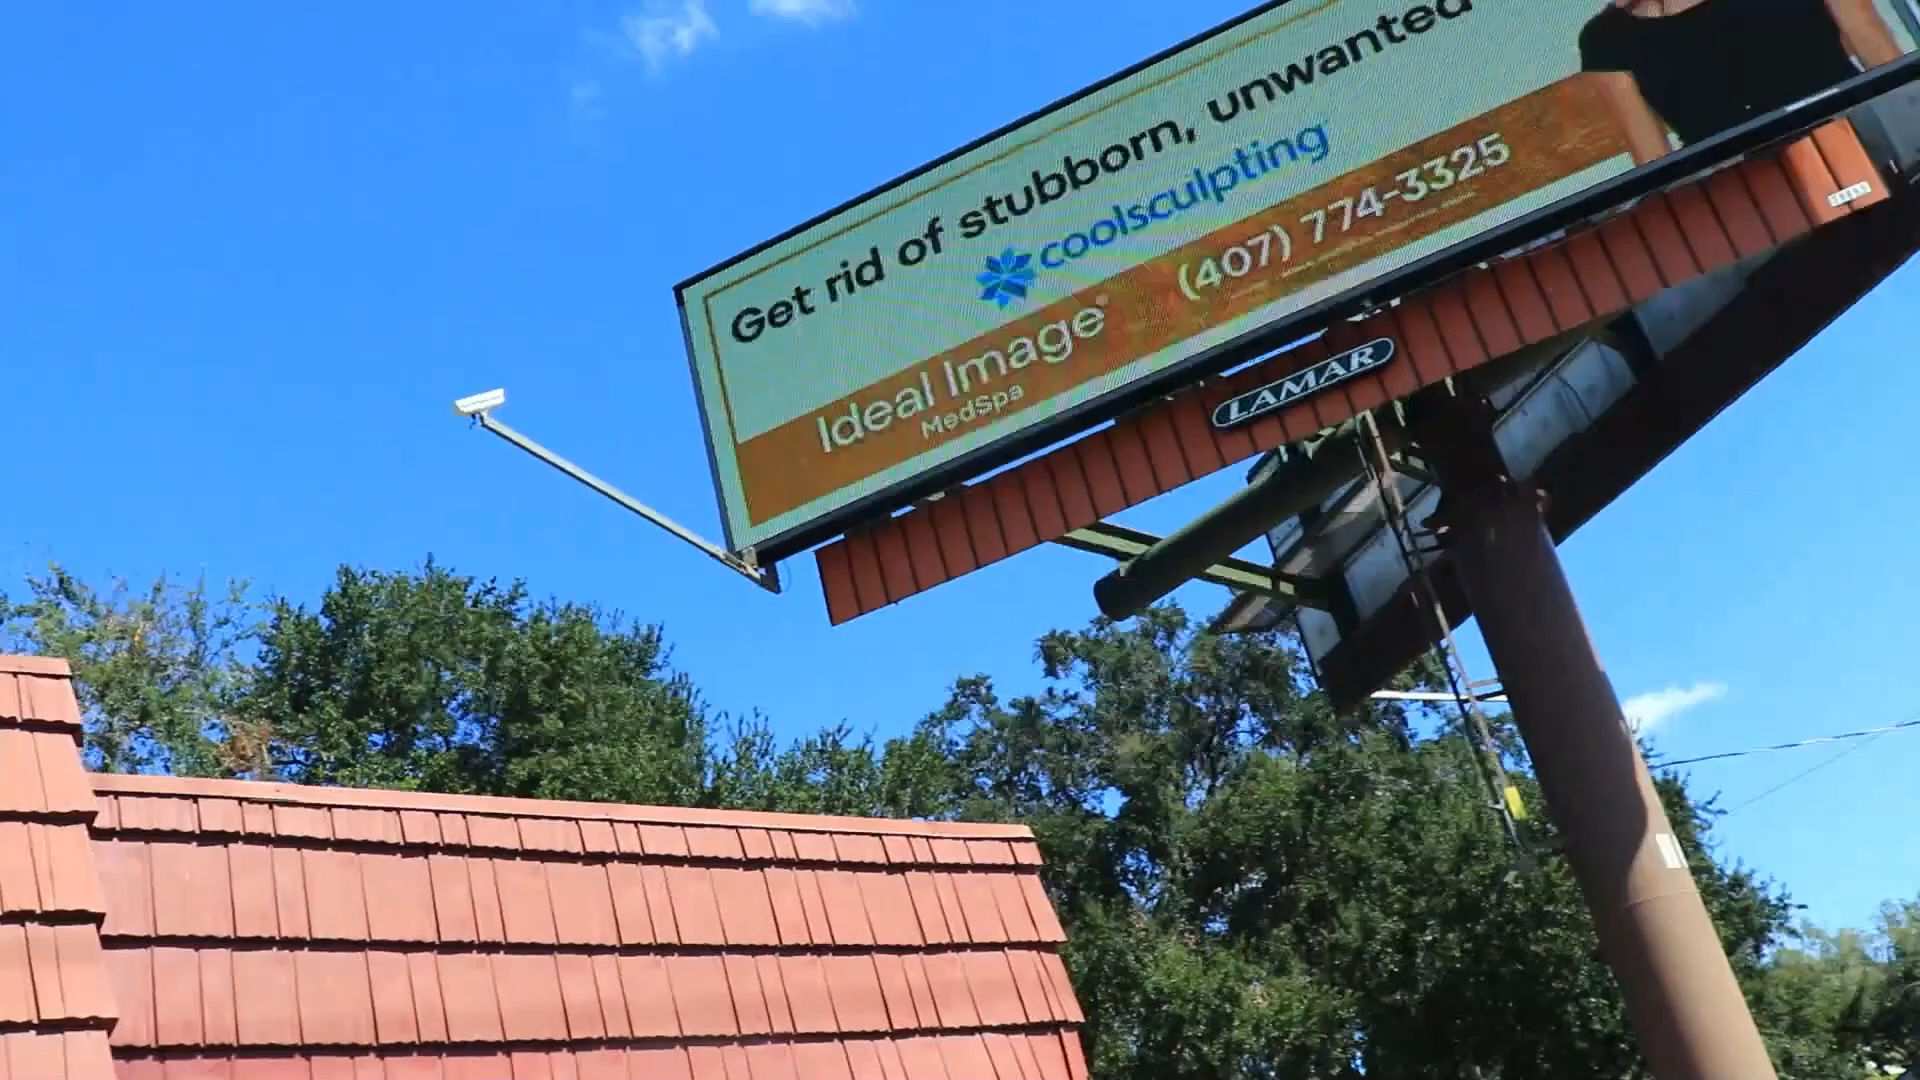 Get rid of stubborn, unwanted
coolsculpting
Ideal Image®
MedSpa
(407) 774-3325
LAMAR